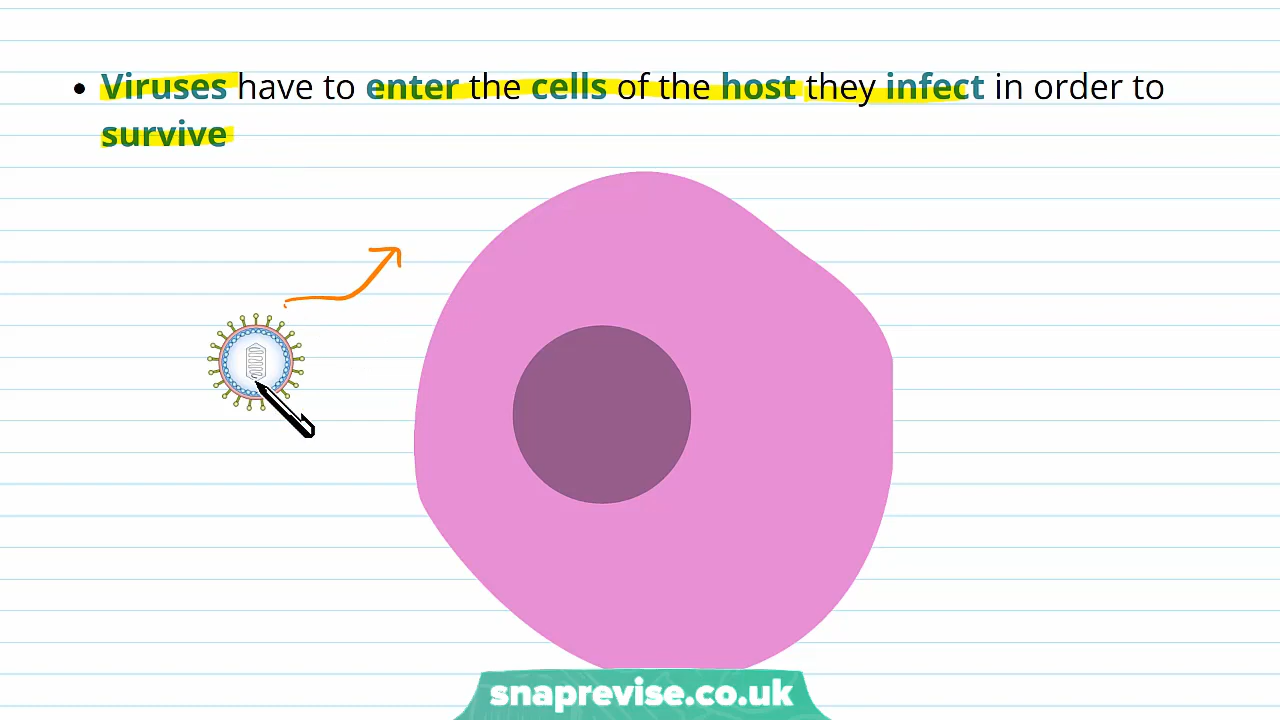 Viruses have to enter the cells of the host they infect in order to
survive
snaprevise.co.uk